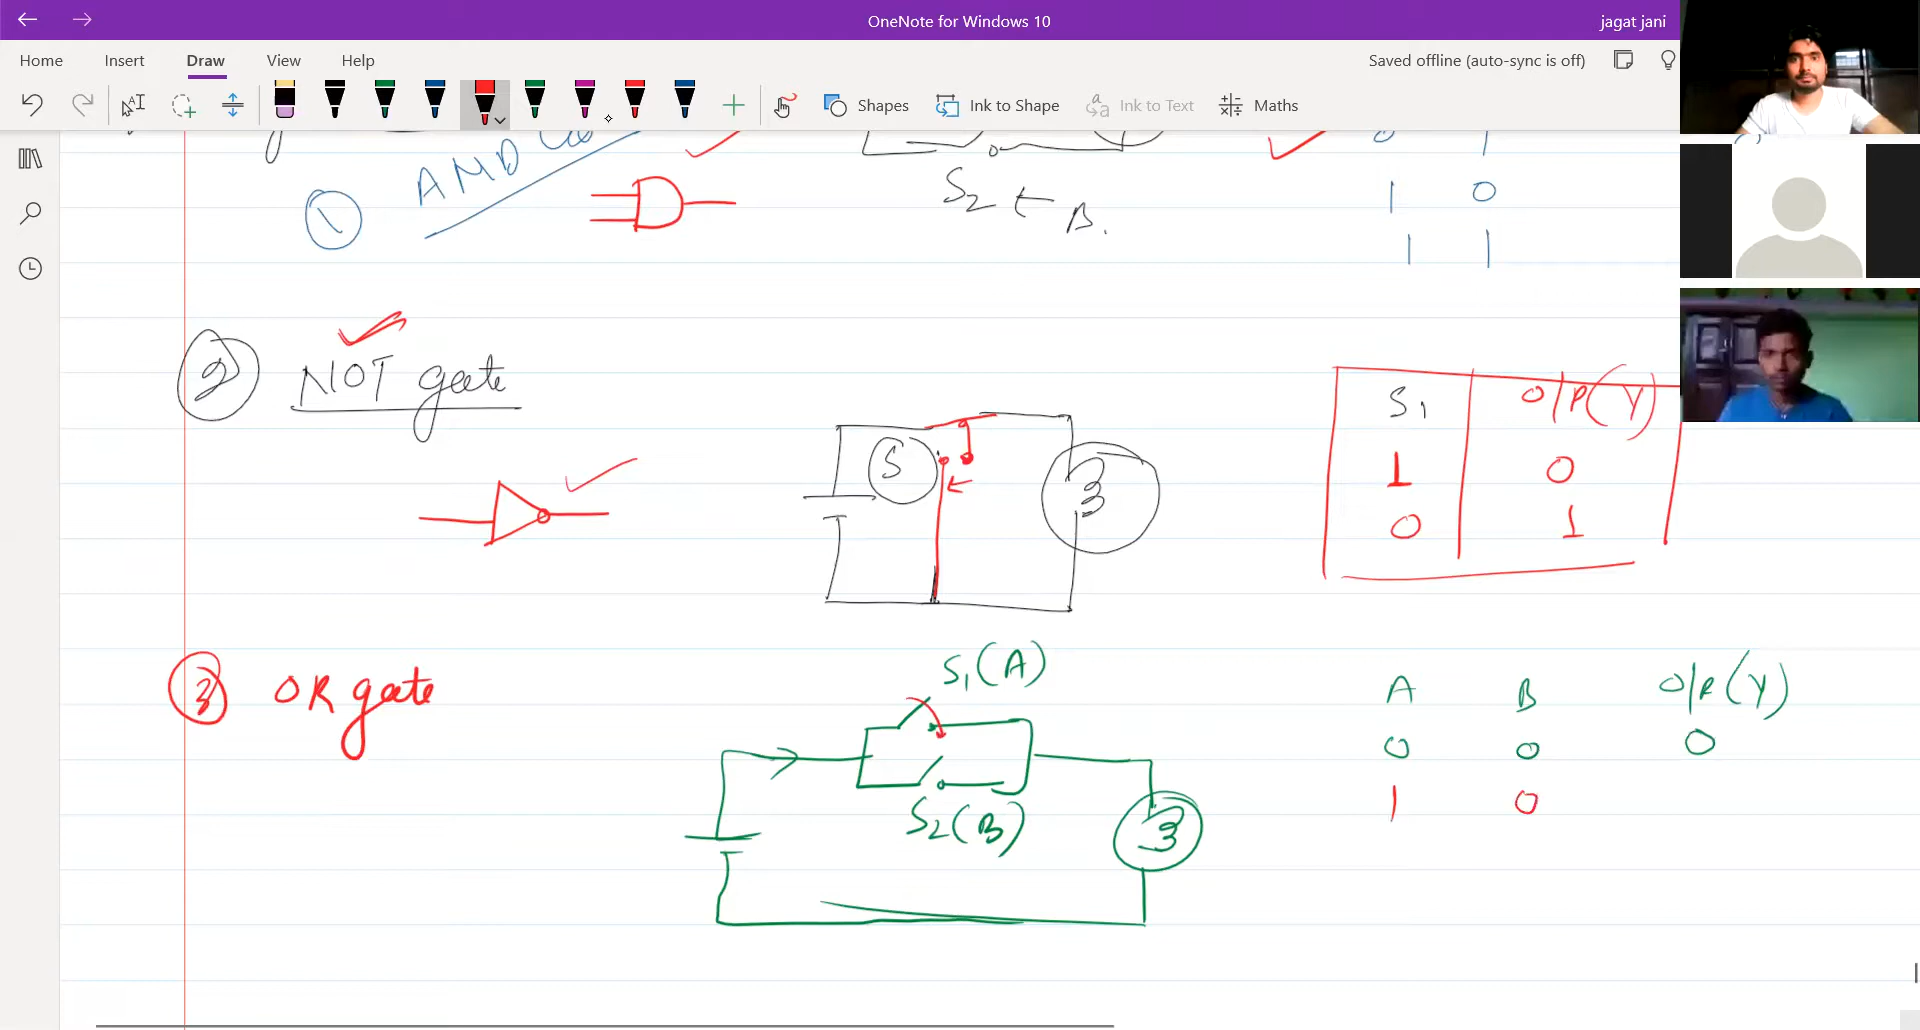 OneNote for Windows 10
jagat jani
Home Insert Draw View Help
Saved offline (auto-sync is off)
Shapes Ink to Shape Ink to Text Maths
0 1
① AND
S2 ← B.
1 0
1 1
② NOT gate
S1 O/P(Y)
S
1 0
0 1
③ OR gate
S1(A)
A B O/P(Y)
0 0 0
1 0
S2(B)